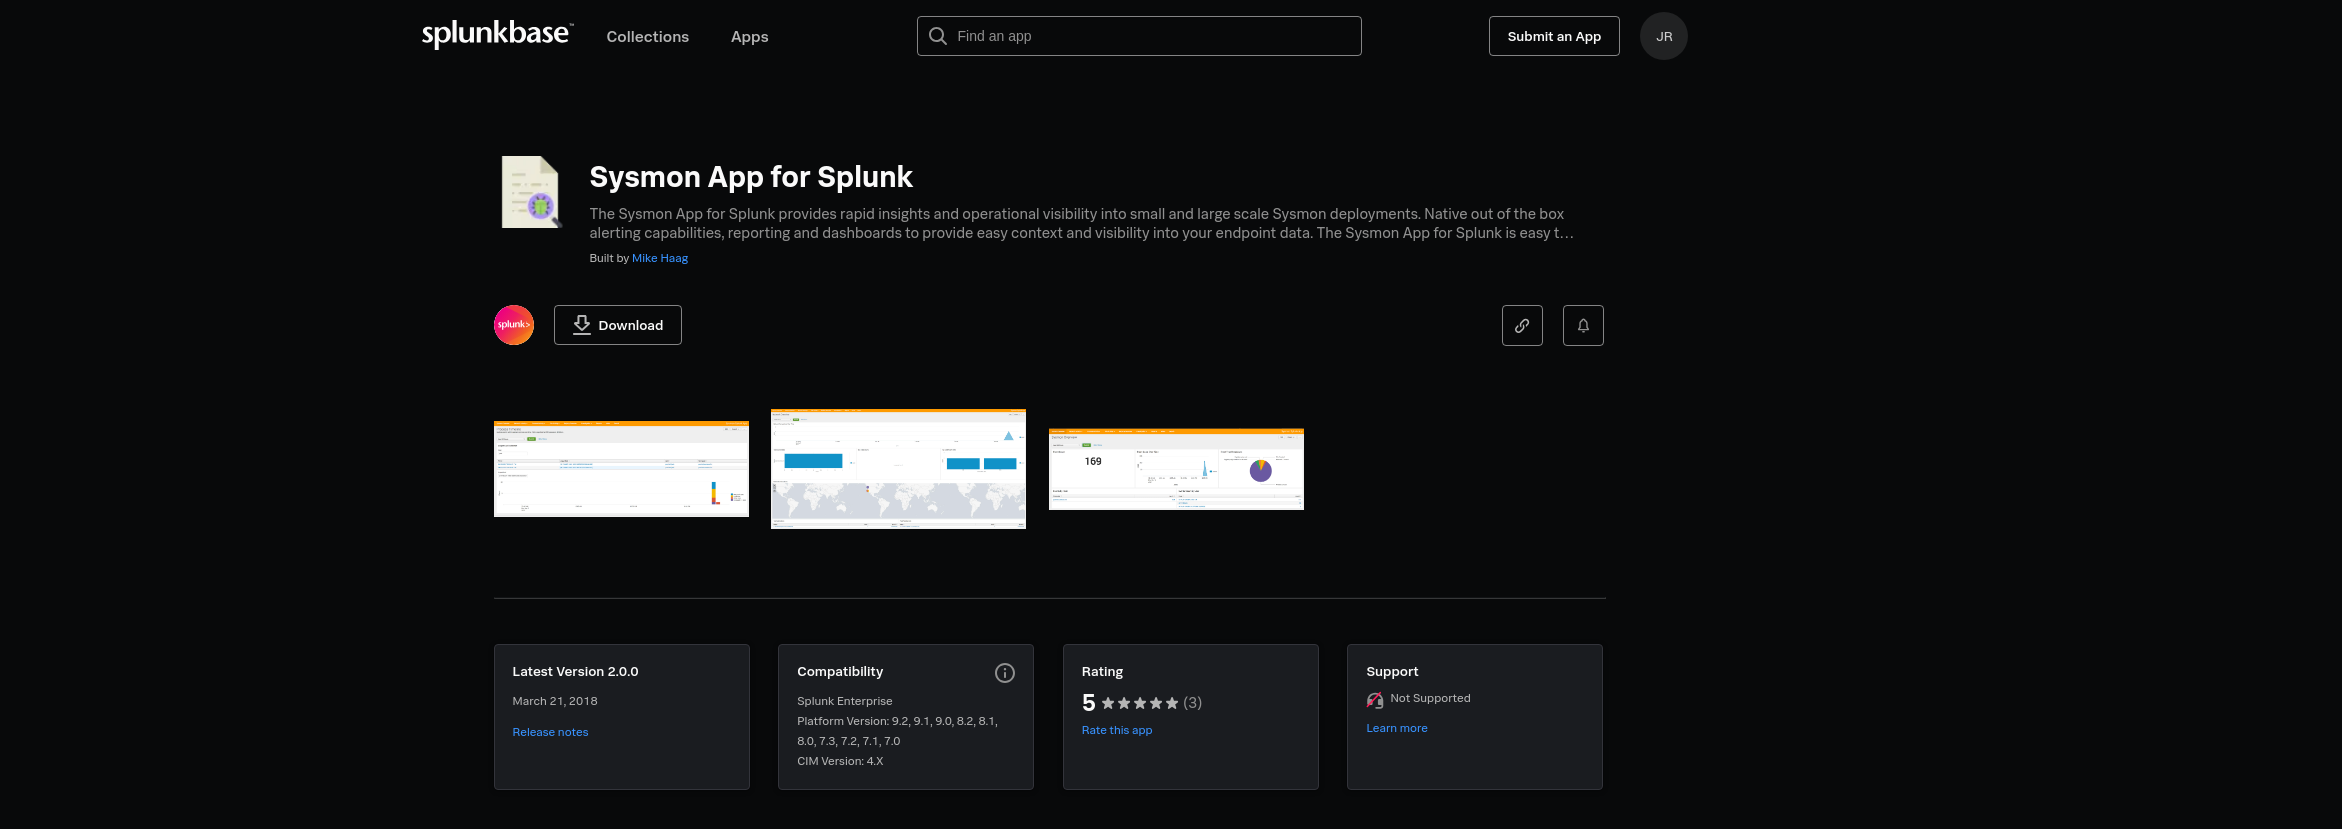 splunkbase™
Collections
Apps
Find an app
Submit an App
JR
Sysmon App for Splunk
The Sysmon App for Splunk provides rapid insights and operational visibility into small and large scale Sysmon deployments. Native out of the box
alerting capabilities, reporting and dashboards to provide easy context and visibility into your endpoint data. The Sysmon App for Splunk is easy t…
Built by Mike Haag
splunk>
Download
169
Latest Version 2.0.0
March 21, 2018
Release notes
Compatibility
Splunk Enterprise
Platform Version: 9.2, 9.1, 9.0, 8.2, 8.1,
8.0, 7.3, 7.2, 7.1, 7.0
CIM Version: 4.X
Rating
5 (3)
Rate this app
Support
Not Supported
Learn more